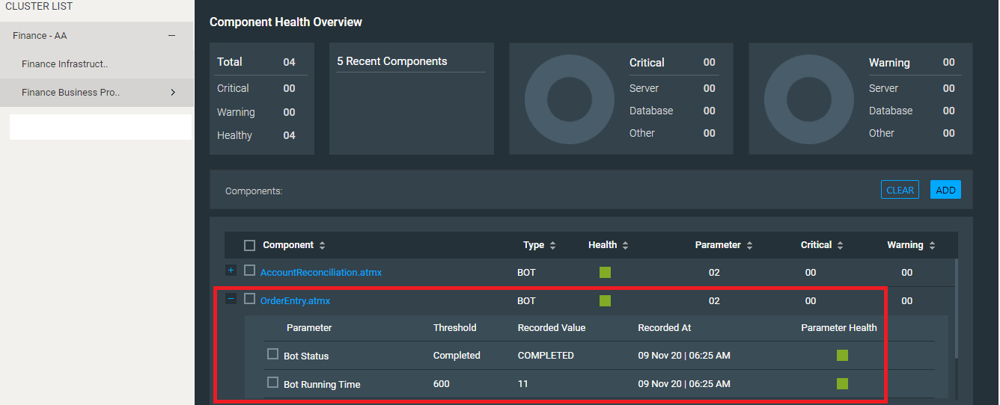 CLUSTER LIST
Finance - AA
Finance Infrastruct..
Finance Business Pro..
Component Health Overview
Total 04
Critical 00
Warning 00
Healthy 04
5 Recent Components
Critical 00
Server 00
Database 00
Other 00
Warning 00
Server 00
Database 00
Other 00
Components:
CLEAR ADD
Component Type Health Parameter Critical Warning
AccountReconciliation.atmx BOT 02 00 00
OrderEntry.atmx BOT 02 00 00
Parameter Threshold Recorded Value Recorded At Parameter Health
Bot Status Completed COMPLETED 09 Nov 20 | 06:25 AM
Bot Running Time 600 11 09 Nov 20 | 06:25 AM